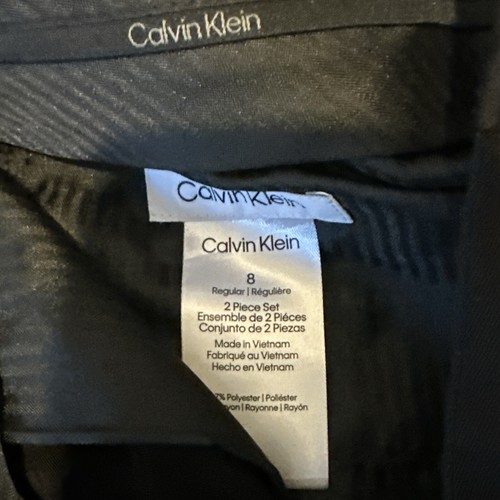 Calvin Klein
Calvin Klein
Calvin Klein
8
Regular | Régulière
2 Piece Set
Ensemble de 2 Piéces
Conjunto de 2 Piezas
Made in Vietnam
Fabriqué au Vietnam
Hecho en Vietnam
% Polyester | Poliéster
| Rayonne | Rayón